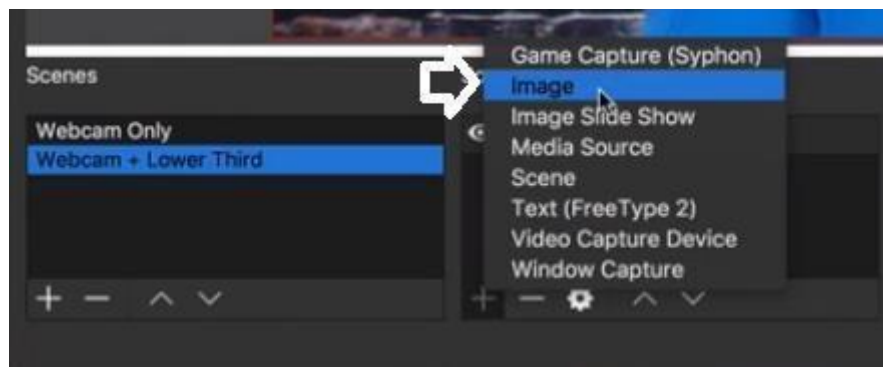 Scenes
Webcam Only
Webcam + Lower Third
Game Capture (Syphon)
Image
Image Slide Show
Media Source
Scene
Text (FreeType 2)
Video Capture Device
Window Capture